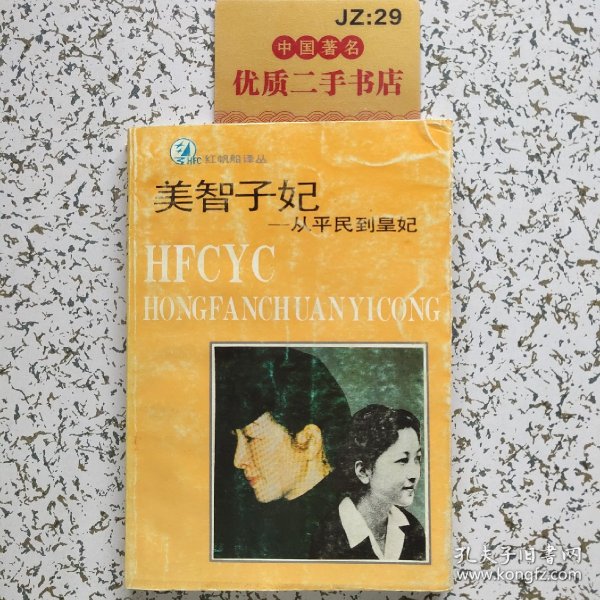 JZ:29
中国著名
优质二手书店
HFC 红帆船译丛
美智子妃
—从平民到皇妃
HFCYC
HONGFANCHUANYICONG
孔夫子旧书网
www.kongfz.com